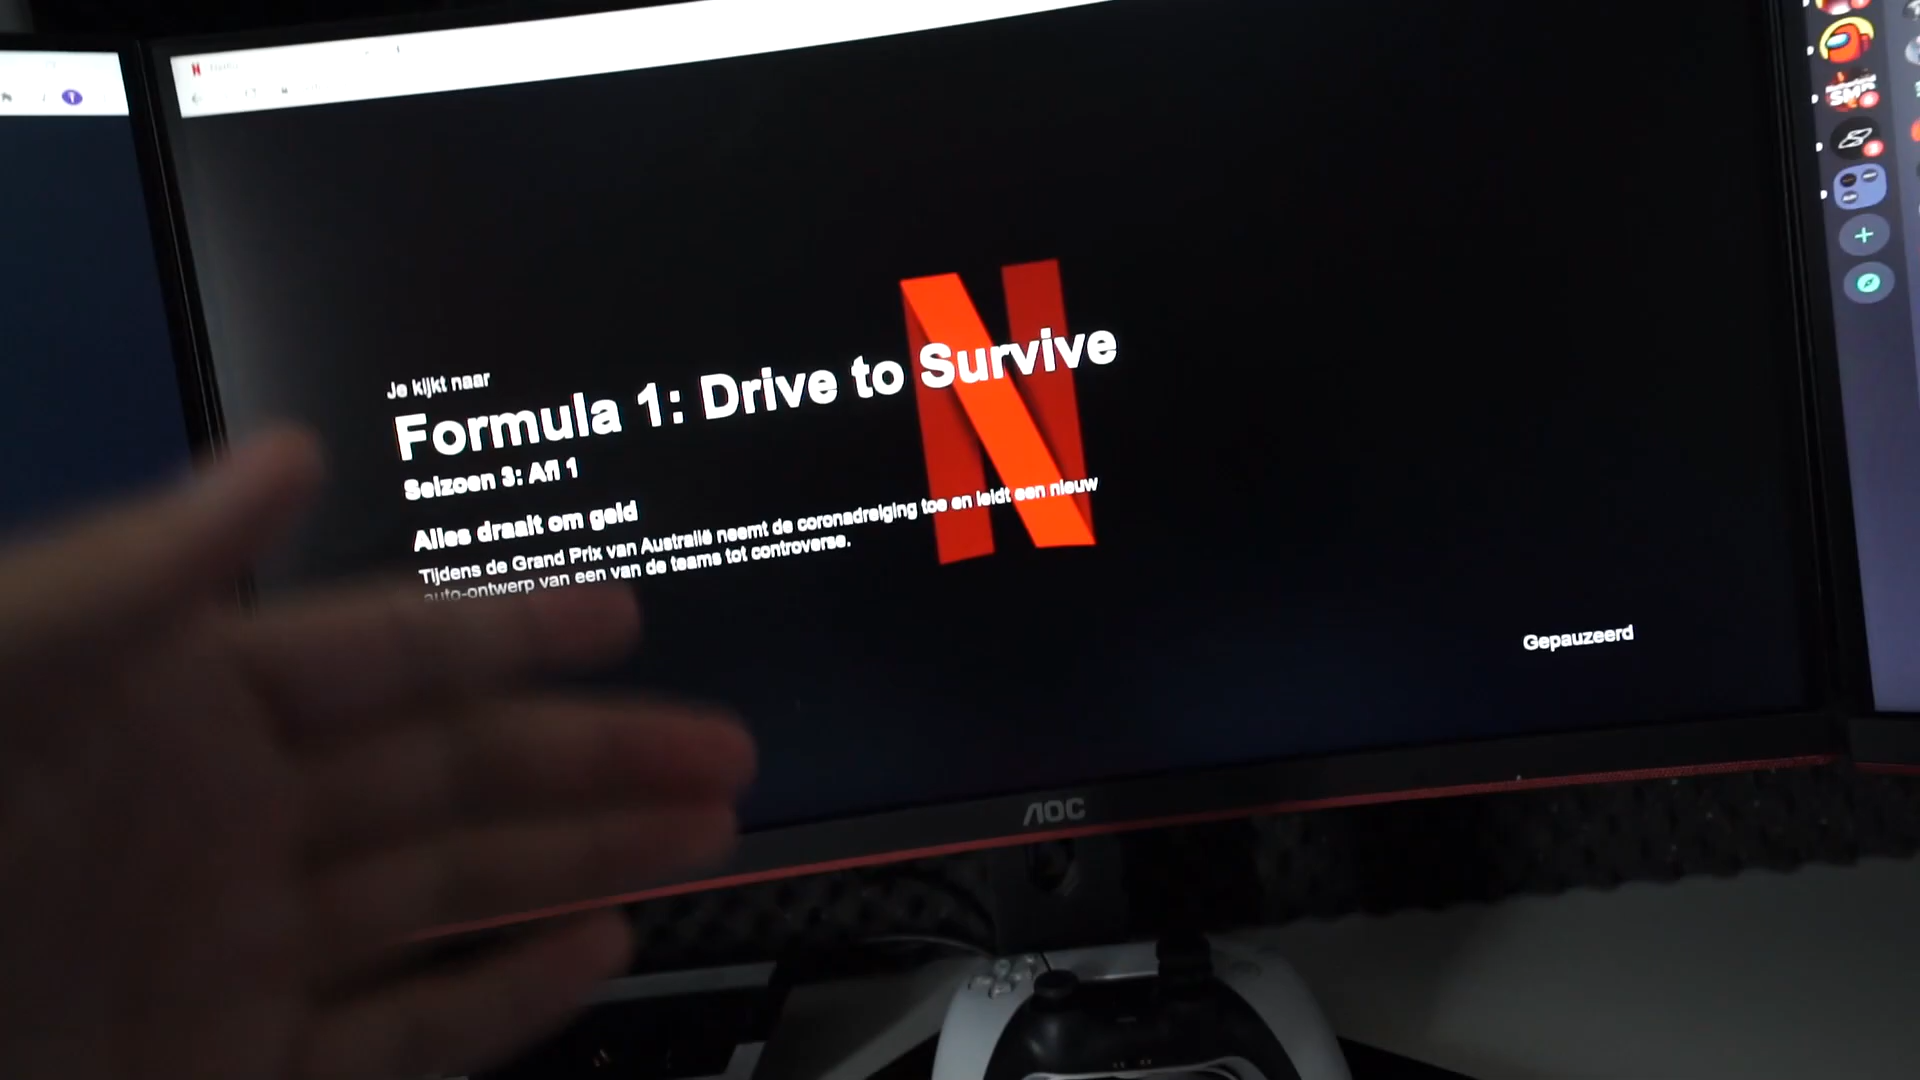 Je kijkt naar
Formula 1: Drive to Survive
Seizoen 3: Afl 1
Alles draait om geld
Tijdens de Grand Prix van Australië neemt de coronadreiging toe en leidt een nieuw
auto-ontwerp van een van de teams tot controverse.
Gepauzeerd
AOC